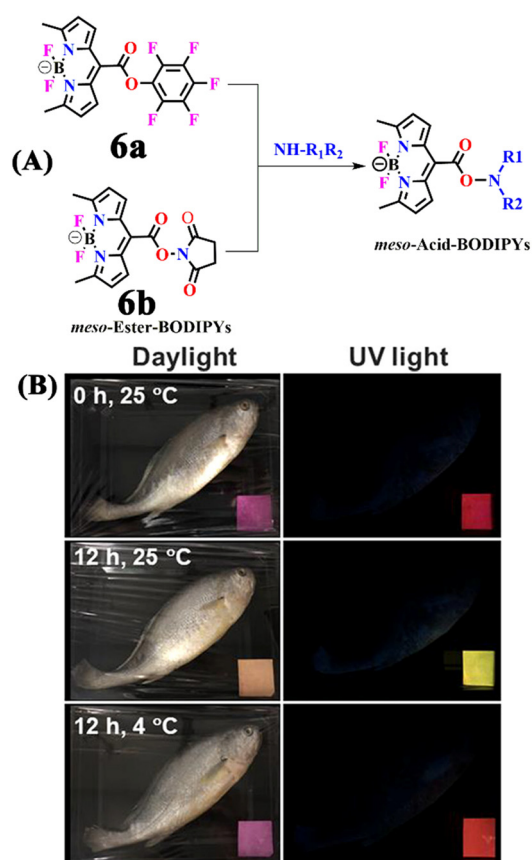 (A)
F
N
⊖B
F
N
O
O
F
F
F
F
F
6a
F
N
⊖B
F
N
O
O-N
O
O
6b
meso-Ester-BODIPYs
NH-R1R2
F
N
⊖B
F
N
O
O
N
R1
R2
meso-Acid-BODIPYs
(B)
Daylight
UV light
0 h, 25 °C
12 h, 25 °C
12 h, 4 °C